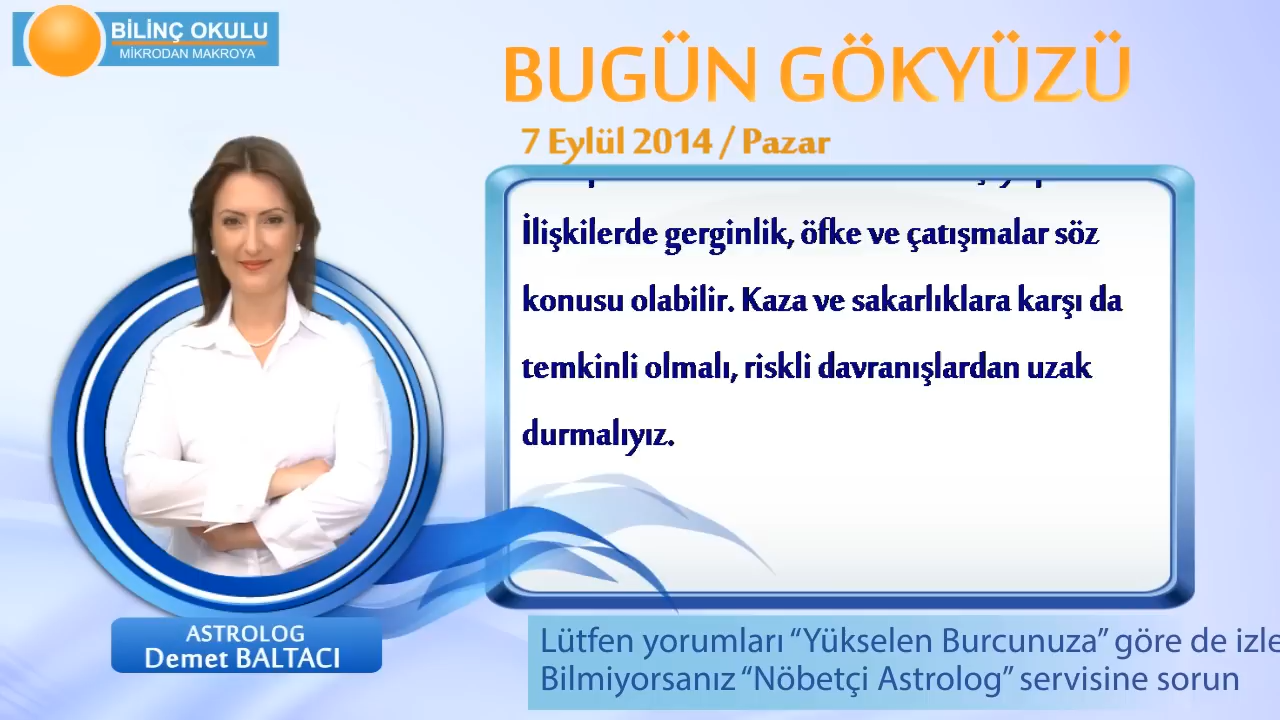 BİLİNÇ OKULU
MİKRODAN MAKROYA
BUGÜN GÖKYÜZÜ
7 Eylül 2014 / Pazar
İlişkilerde gerginlik, öfke ve çatışmalar söz
konusu olabilir. Kaza ve sakarlıklara karşı da
temkinli olmalı, riskli davranışlardan uzak
durmalıyız.
ASTROLOG
Demet BALTACI
Lütfen yorumları “Yükselen Burcunuza” göre de izle
Bilmiyorsanız “Nöbetçi Astrolog” servisine sorun